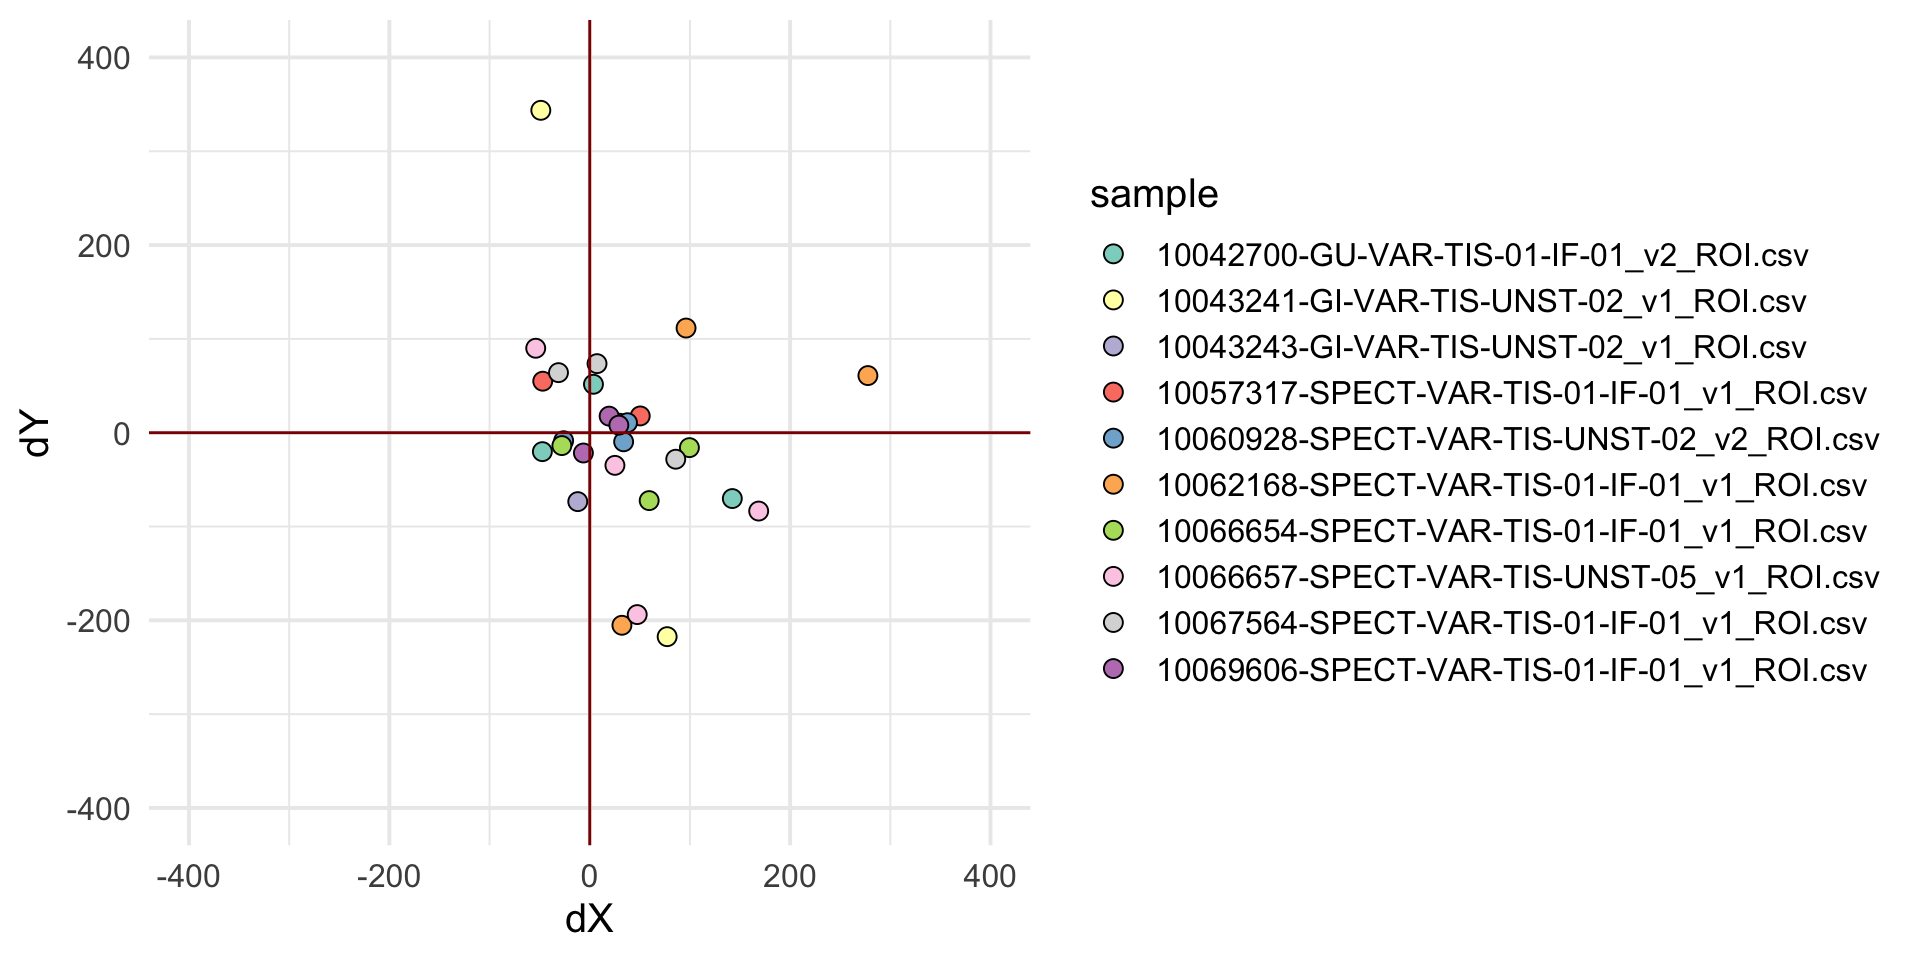 400
200
0
-200
-400
dY
-400
-200
0
200
400
dX
sample
10042700-GU-VAR-TIS-01-IF-01_v2_ROI.csv
10043241-GI-VAR-TIS-UNST-02_v1_ROI.csv
10043243-GI-VAR-TIS-UNST-02_v1_ROI.csv
10057317-SPECT-VAR-TIS-01-IF-01_v1_ROI.csv
10060928-SPECT-VAR-TIS-UNST-02_v2_ROI.csv
10062168-SPECT-VAR-TIS-01-IF-01_v1_ROI.csv
10066654-SPECT-VAR-TIS-01-IF-01_v1_ROI.csv
10066657-SPECT-VAR-TIS-UNST-05_v1_ROI.csv
10067564-SPECT-VAR-TIS-01-IF-01_v1_ROI.csv
10069606-SPECT-VAR-TIS-01-IF-01_v1_ROI.csv